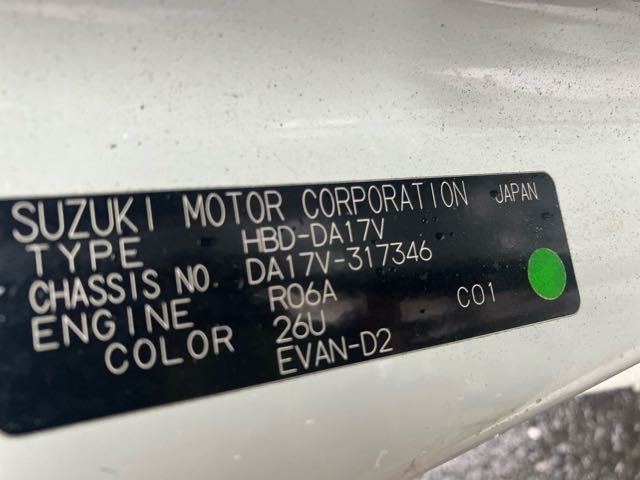 SUZUKI MOTOR CORPORATION JAPAN
TYPE HBD-DA17V
CHASSIS NO. DA17V-317346
ENGINE R06A C01
COLOR 26U
EVAN-D2